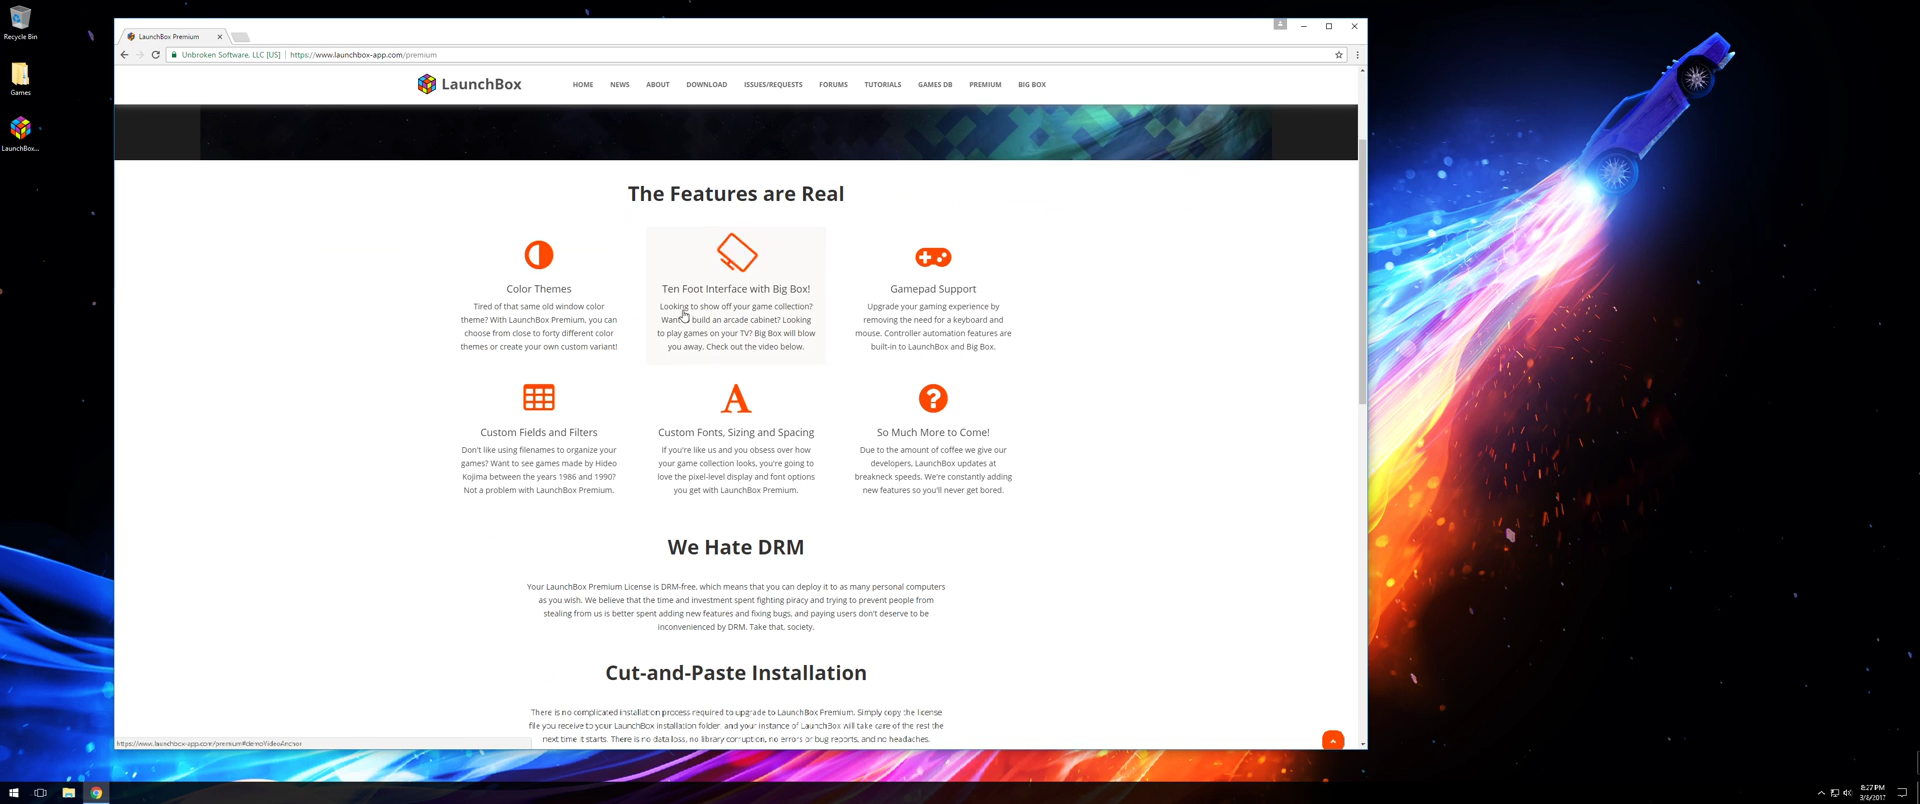 Recycle Bin
Games
LaunchBox...
LaunchBox Premium
Unbroken Software, LLC [US] https://www.launchbox-app.com/premium
LaunchBox
HOME NEWS ABOUT DOWNLOAD ISSUES/REQUESTS FORUMS TUTORIALS GAMES DB PREMIUM BIG BOX
The Features are Real
Color Themes
Tired of that same old window color
theme? With LaunchBox Premium, you can
choose from close to forty different color
themes or create your own custom variant!
Ten Foot Interface with Big Box!
Looking to show off your game collection?
Want build an arcade cabinet? Looking
to play games on your TV? Big Box will blow
you away. Check out the video below.
Gamepad Support
Upgrade your gaming experience by
removing the need for a keyboard and
mouse. Controller automation features are
built-in to LaunchBox and Big Box.
Custom Fields and Filters
Don't like using filenames to organize your
games? Want to see games made by Hideo
Kojima between the years 1986 and 1990?
Not a problem with LaunchBox Premium.
Custom Fonts, Sizing and Spacing
If you're like us and you obsess over how
your game collection looks, you're going to
love the pixel-level display and font options
you get with LaunchBox Premium.
So Much More to Come!
Due to the amount of coffee we give our
developers, LaunchBox updates at
breakneck speeds. We're constantly adding
new features so you'll never get bored.
We Hate DRM
Your LaunchBox Premium License is DRM-free, which means that you can deploy it to as many personal computers
as you wish. We believe that the time and investment spent fighting piracy and trying to prevent people from
stealing from us is better spent adding new features and fixing bugs, and paying users don't deserve to be
inconvenienced by DRM. Take that, society.
Cut-and-Paste Installation
There is no complicated installation process required to upgrade to LaunchBox Premium. Simply copy the license
file you receive to your LaunchBox installation folder, and your instance of LaunchBox will take care of the rest the
next time it starts. There is no data loss, no library corruption, no errors or bug reports, and no headaches.
https://www.launchbox-app.com/premium#demoVideoAnchor
8:27 PM
3/8/2017